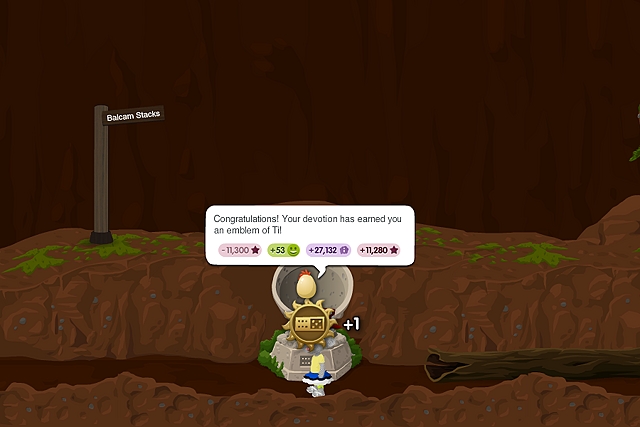 Balcam Stacks
Congratulations! Your devotion has earned you
an emblem of Ti!
-11,300 +53 +27,132 +11,280
+1